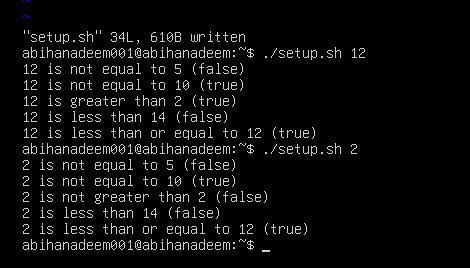 ~
~
"setup.sh" 34L, 610B written
abihanadeem001@abihanadeem:~$ ./setup.sh 12
12 is not equal to 5 (false)
12 is not equal to 10 (true)
12 is greater than 2 (true)
12 is less than 14 (false)
12 is less than or equal to 12 (true)
abihanadeem001@abihanadeem:~$ ./setup.sh 2
2 is not equal to 5 (false)
2 is not equal to 10 (true)
2 is not greater than 2 (false)
2 is less than 14 (false)
2 is less than or equal to 12 (true)
abihanadeem001@abihanadeem:~$ _